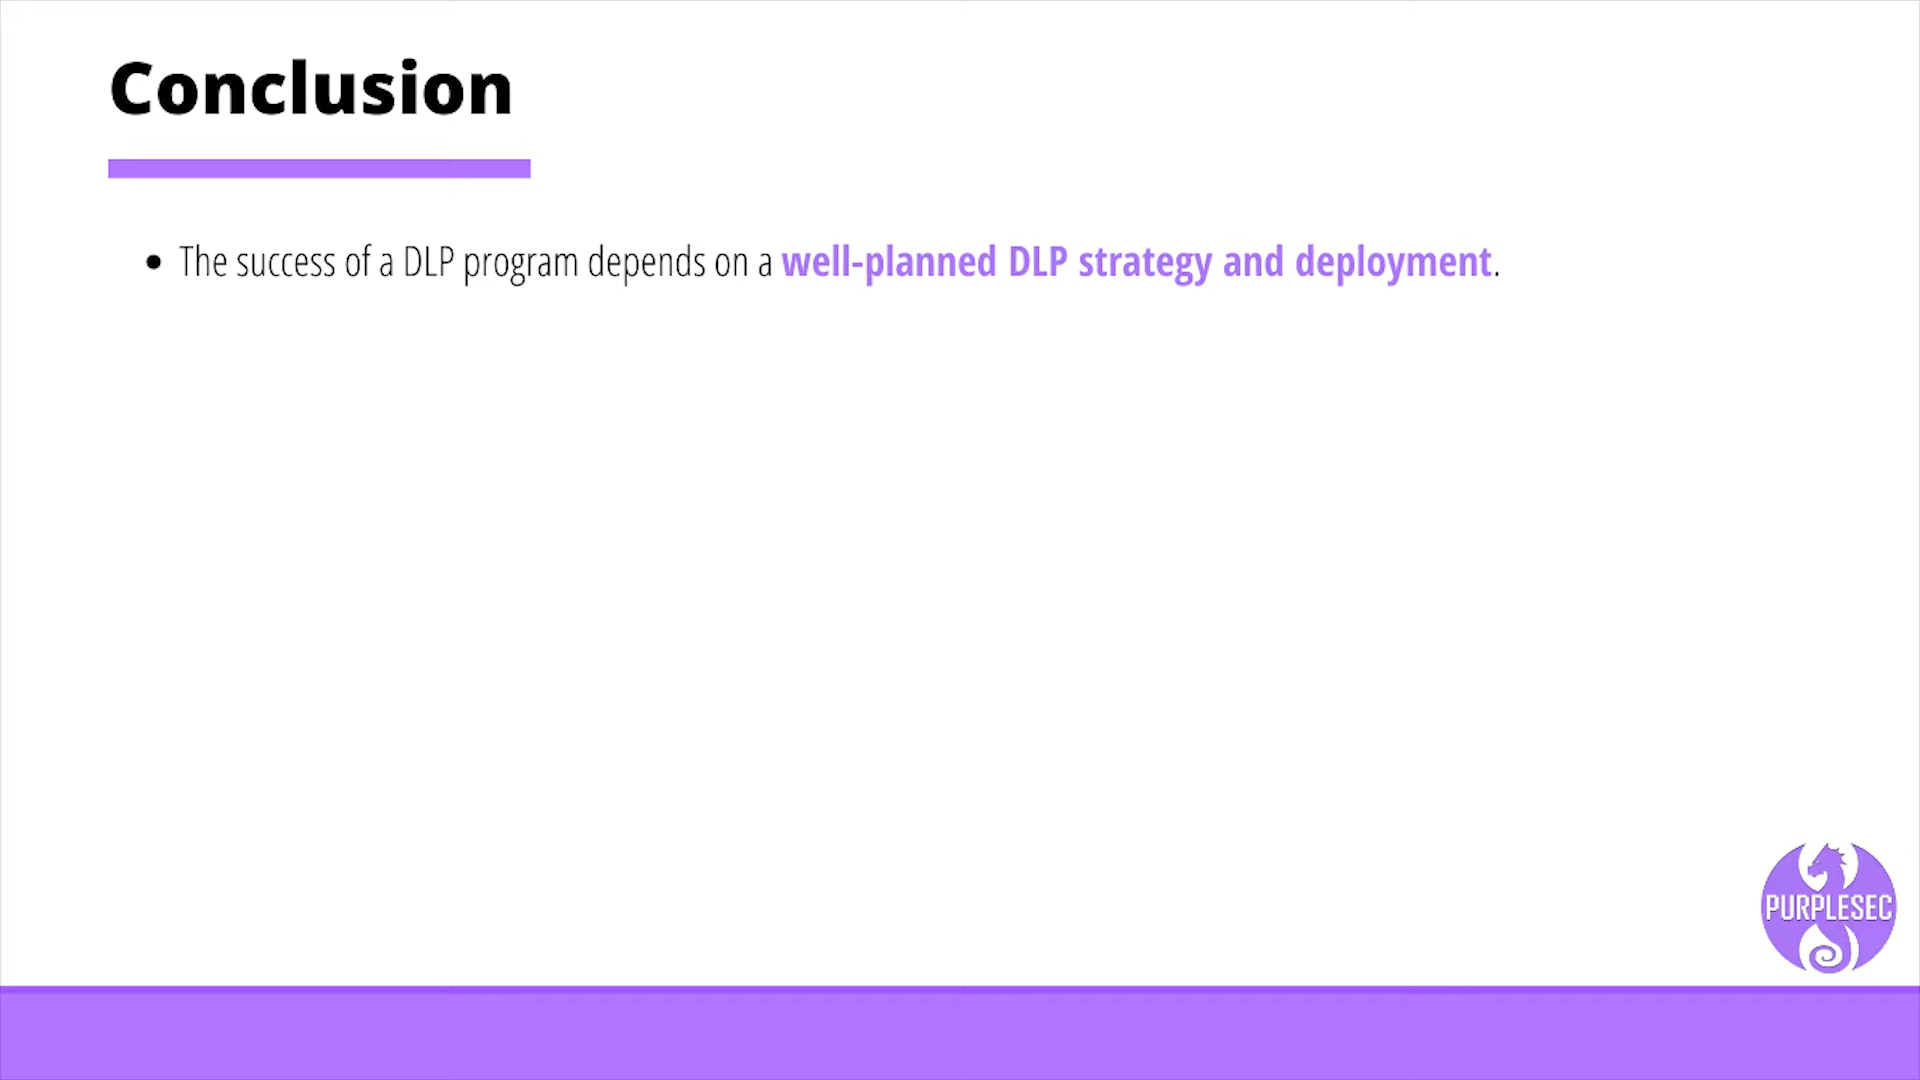 Conclusion
• The success of a DLP program depends on a well-planned DLP strategy and deployment.
PURPLESEC